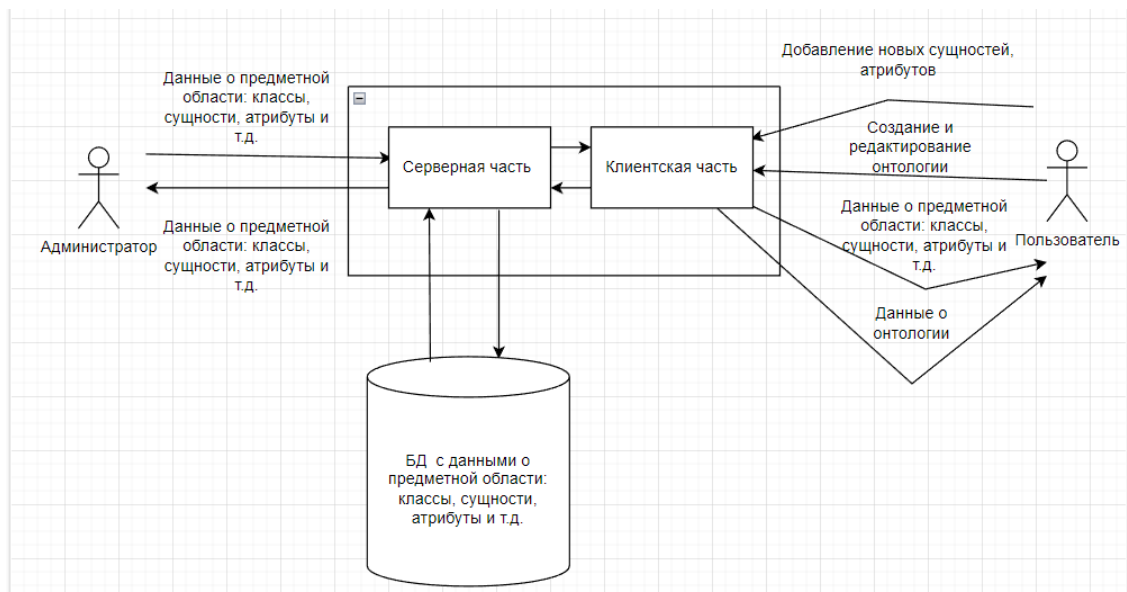 Данные о предметной
области: классы,
сущности, атрибуты и
т.д.
Администратор
Данные о предметной
области: классы,
сущности, атрибуты и
т.д.
Серверная часть
Клиентская часть
Добавление новых сущностей,
атрибутов
Создание и
редактирование
онтологии
Данные о предметной
области: классы,
сущности, атрибуты и
т.д.
Пользователь
Данные о
онтологии
БД с данными о
предметной области:
классы, сущности,
атрибуты и т.д.